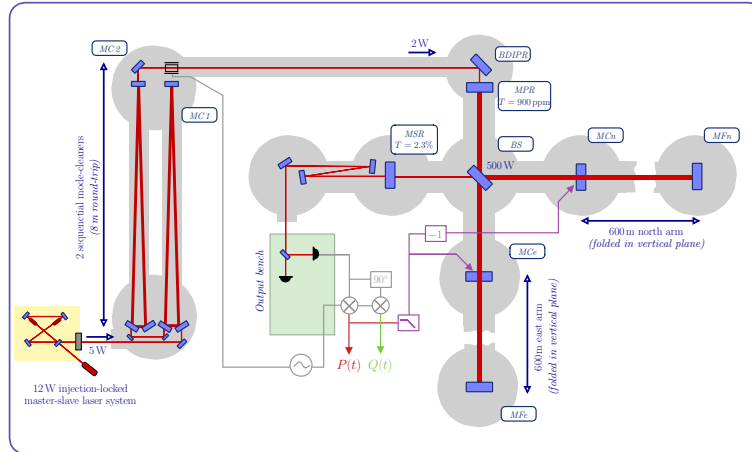 MC2
2 W
BDIPR
MPR
T = 900 ppm
MC1
MSR
T = 2.3%
BS
MCn
MFn
500 W
2 sequenctial mode-cleaners
(8 m round-trip)
−1
600 m north arm
(folded in vertical plane)
Output bench
MCe
90°
600 m east arm
(folded in vertical plane)
5 W
P(t)
Q(t)
12 W injection-locked
master-slave laser system
MFe